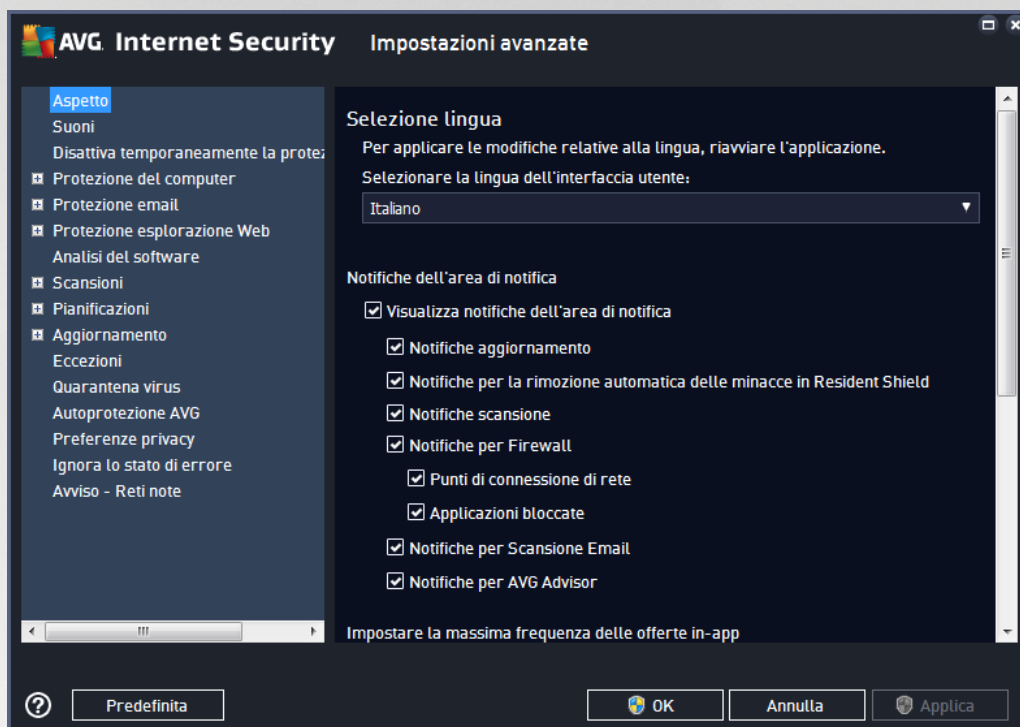 AVG. Internet Security Impostazioni avanzate
Aspetto
Suoni
Disattiva temporaneamente la protez
Protezione del computer
Protezione email
Protezione esplorazione Web
Analisi del software
Scansioni
Pianificazioni
Aggiornamento
Eccezioni
Quarantena virus
Autoprotezione AVG
Preferenze privacy
Ignora lo stato di errore
Avviso - Reti note
Selezione lingua
Per applicare le modifiche relative alla lingua, riavviare l'applicazione.
Selezionare la lingua dell'interfaccia utente:
Italiano
Notifiche dell'area di notifica
Visualizza notifiche dell'area di notifica
Notifiche aggiornamento
Notifiche per la rimozione automatica delle minacce in Resident Shield
Notifiche scansione
Notifiche per Firewall
Punti di connessione di rete
Applicazioni bloccate
Notifiche per Scansione Email
Notifiche per AVG Advisor
Impostare la massima frequenza delle offerte in-app
? Predefinita OK Annulla Applica